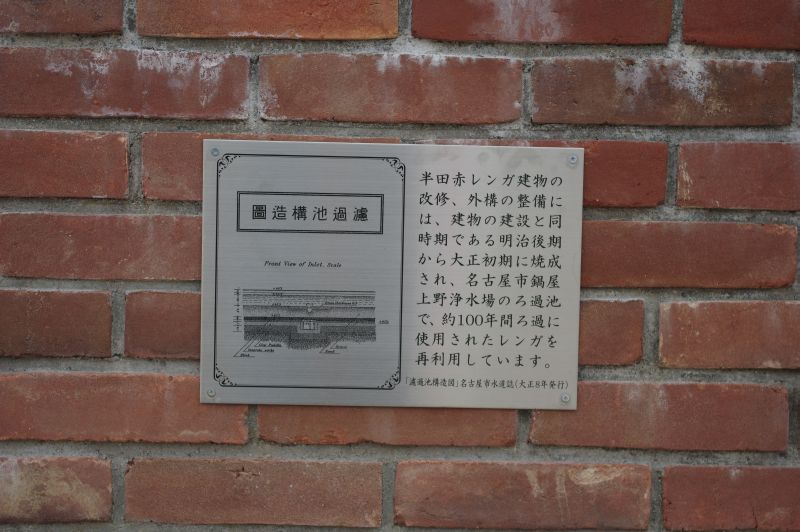 圖造構池過濾
Front View of Inlet, Scale
半田赤レンガ建物の
改修、外構の整備に
は、建物の建設と同
時期である明治後期
から大正初期に焼成
され、名古屋市鍋屋
上野浄水場のろ過池
で、約100年間ろ過に
使用されたレンガを
再利用しています。
「濾過池構造図」名古屋市水道誌(大正8年発行)